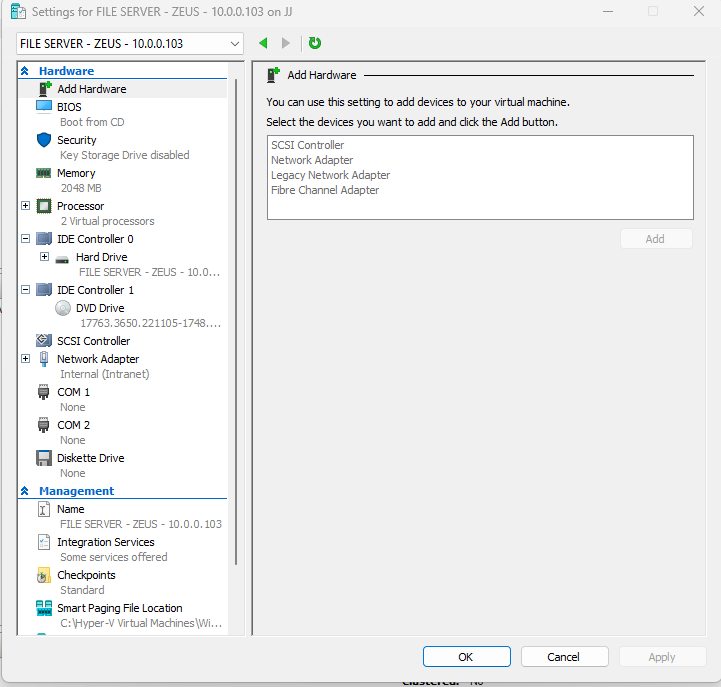 Settings for FILE SERVER - ZEUS - 10.0.0.103 on JJ
FILE SERVER - ZEUS - 10.0.0.103
Hardware
Add Hardware
BIOS
Boot from CD
Security
Key Storage Drive disabled
Memory
2048 MB
Processor
2 Virtual processors
IDE Controller 0
Hard Drive
FILE SERVER - ZEUS - 10.0...
IDE Controller 1
DVD Drive
17763.3650.221105-1748....
SCSI Controller
Network Adapter
Internal (Intranet)
COM 1
None
COM 2
None
Diskette Drive
None
Management
Name
FILE SERVER - ZEUS - 10.0.0.103
Integration Services
Some services offered
Checkpoints
Standard
Smart Paging File Location
C:\Hyper-V Virtual Machines\Wi...
Add Hardware
You can use this setting to add devices to your virtual machine.
Select the devices you want to add and click the Add button.
SCSI Controller
Network Adapter
Legacy Network Adapter
Fibre Channel Adapter
Add
OK
Cancel
Apply
Clustered: No